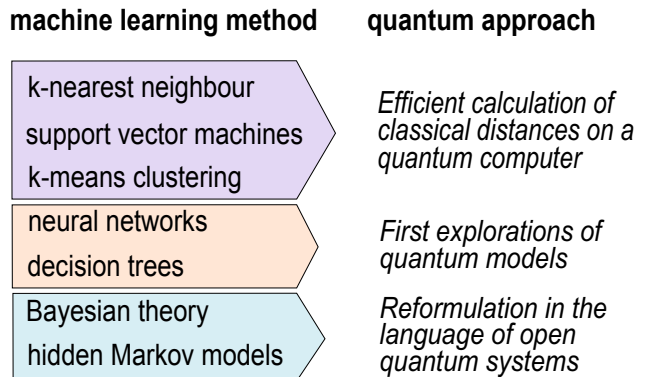 machine learning method quantum approach
k-nearest neighbour
support vector machines
k-means clustering
Efficient calculation of
classical distances on a
quantum computer
neural networks
decision trees
First explorations of
quantum models
Bayesian theory
hidden Markov models
Reformulation in the
language of open
quantum systems